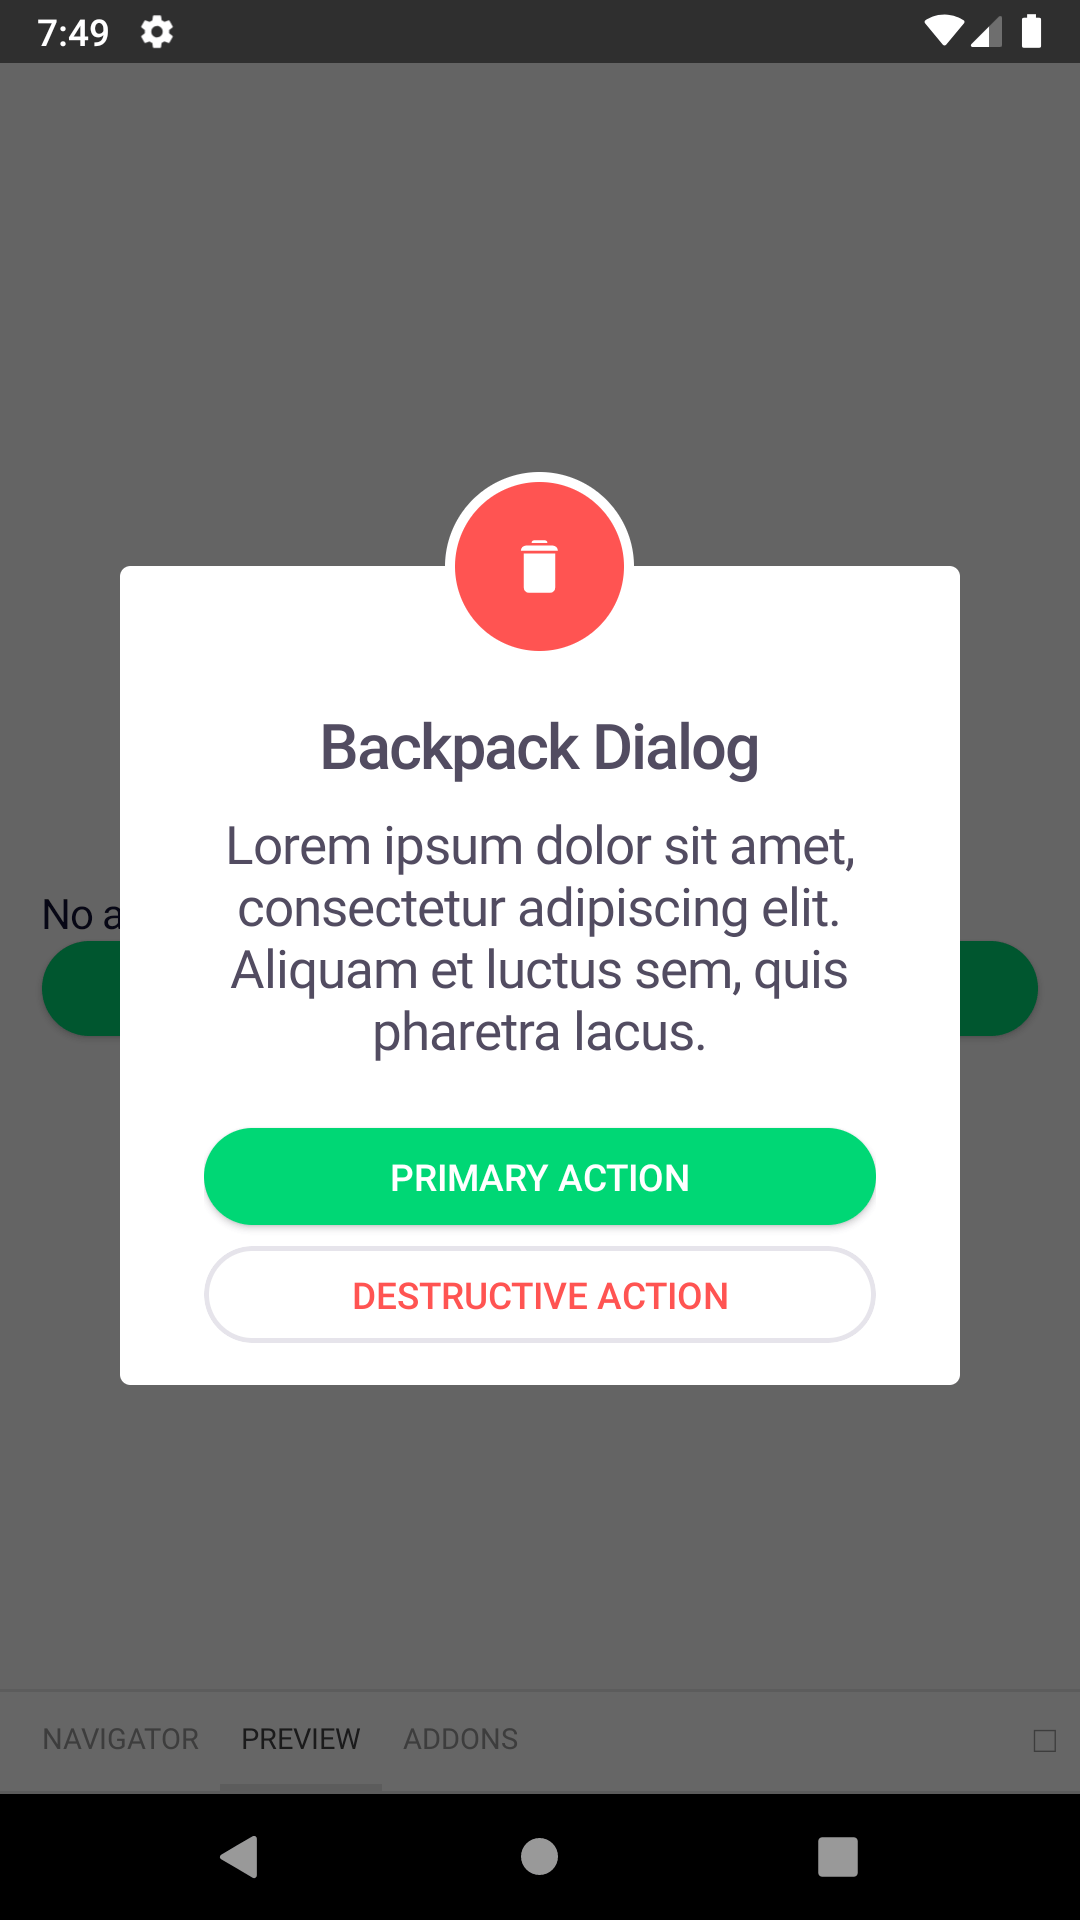 7:49
Backpack Dialog
Lorem ipsum dolor sit amet,
consectetur adipiscing elit.
Aliquam et luctus sem, quis
pharetra lacus.
No a
PRIMARY ACTION
DESTRUCTIVE ACTION
NAVIGATOR PREVIEW ADDONS